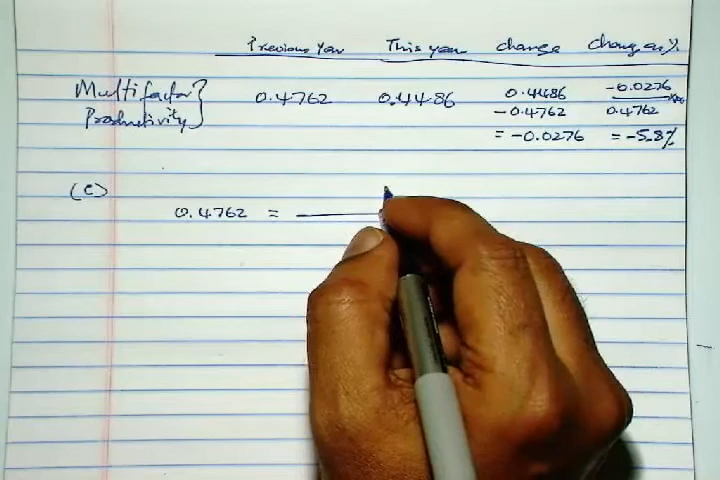 Previous Year This year change Change as %
Multifactor 0.4762 0.4486 0.4486 -0.0276
Productivity -0.4762 0.4762
= -0.0276 = -5.8%
(c)
0.4762 =